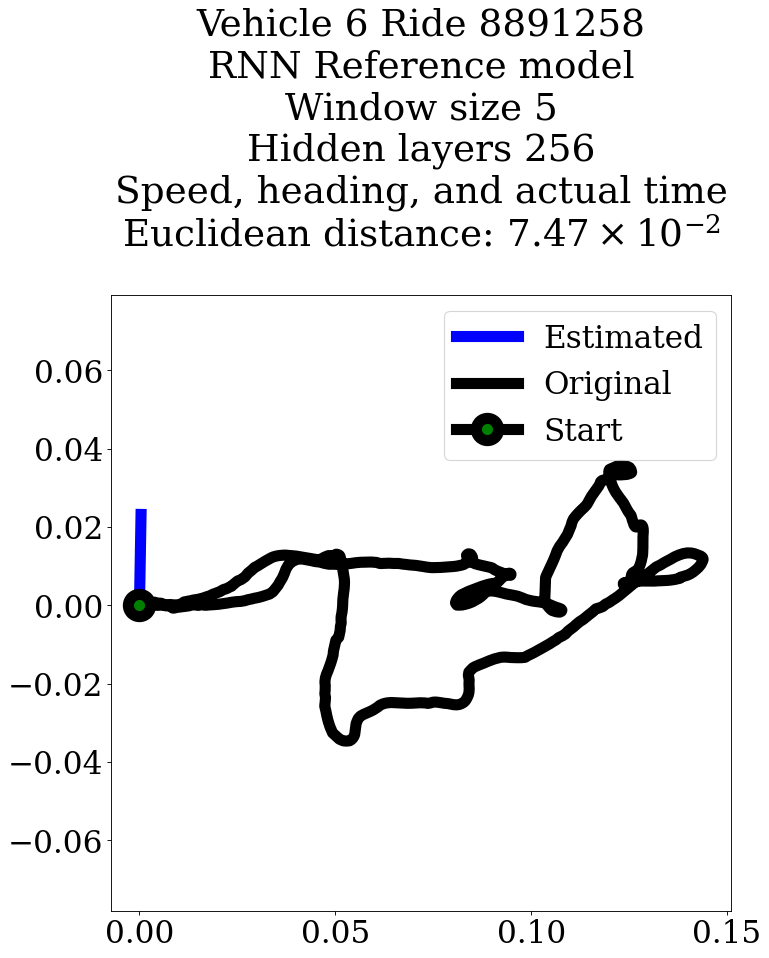 Vehicle 6 Ride 8891258
RNN Reference model
Window size 5
Hidden layers 256
Speed, heading, and actual time
Euclidean distance: 7.47 × 10⁻²
Estimated
Original
Start
0.06
0.04
0.02
0.00
−0.02
−0.04
−0.06
0.00 0.05 0.10 0.15